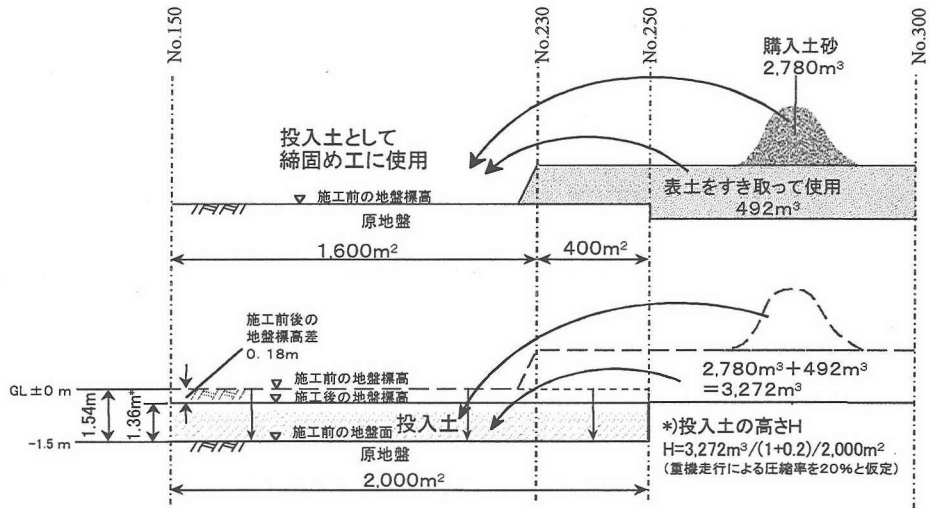 No.150
No.230
No.250
No.300
購入土砂
2,780m³
投入土として
締固め工に使用
施工前の地盤標高
原地盤
表土をすき取って使用
492m³
1,600m²
400m²
施工前後の
地盤標高差
0.18m
GL±0 m
施工前の地盤標高
施工後の地盤標高
1.54m
1.36m*
投入土
-1.5 m
施工前の地盤面
原地盤
2,000m²
2,780m³+492m³
=3,272m³
*)投入土の高さH
H=3,272m³/(1+0.2)/2,000m²
(重機走行による圧縮率を20%と仮定)